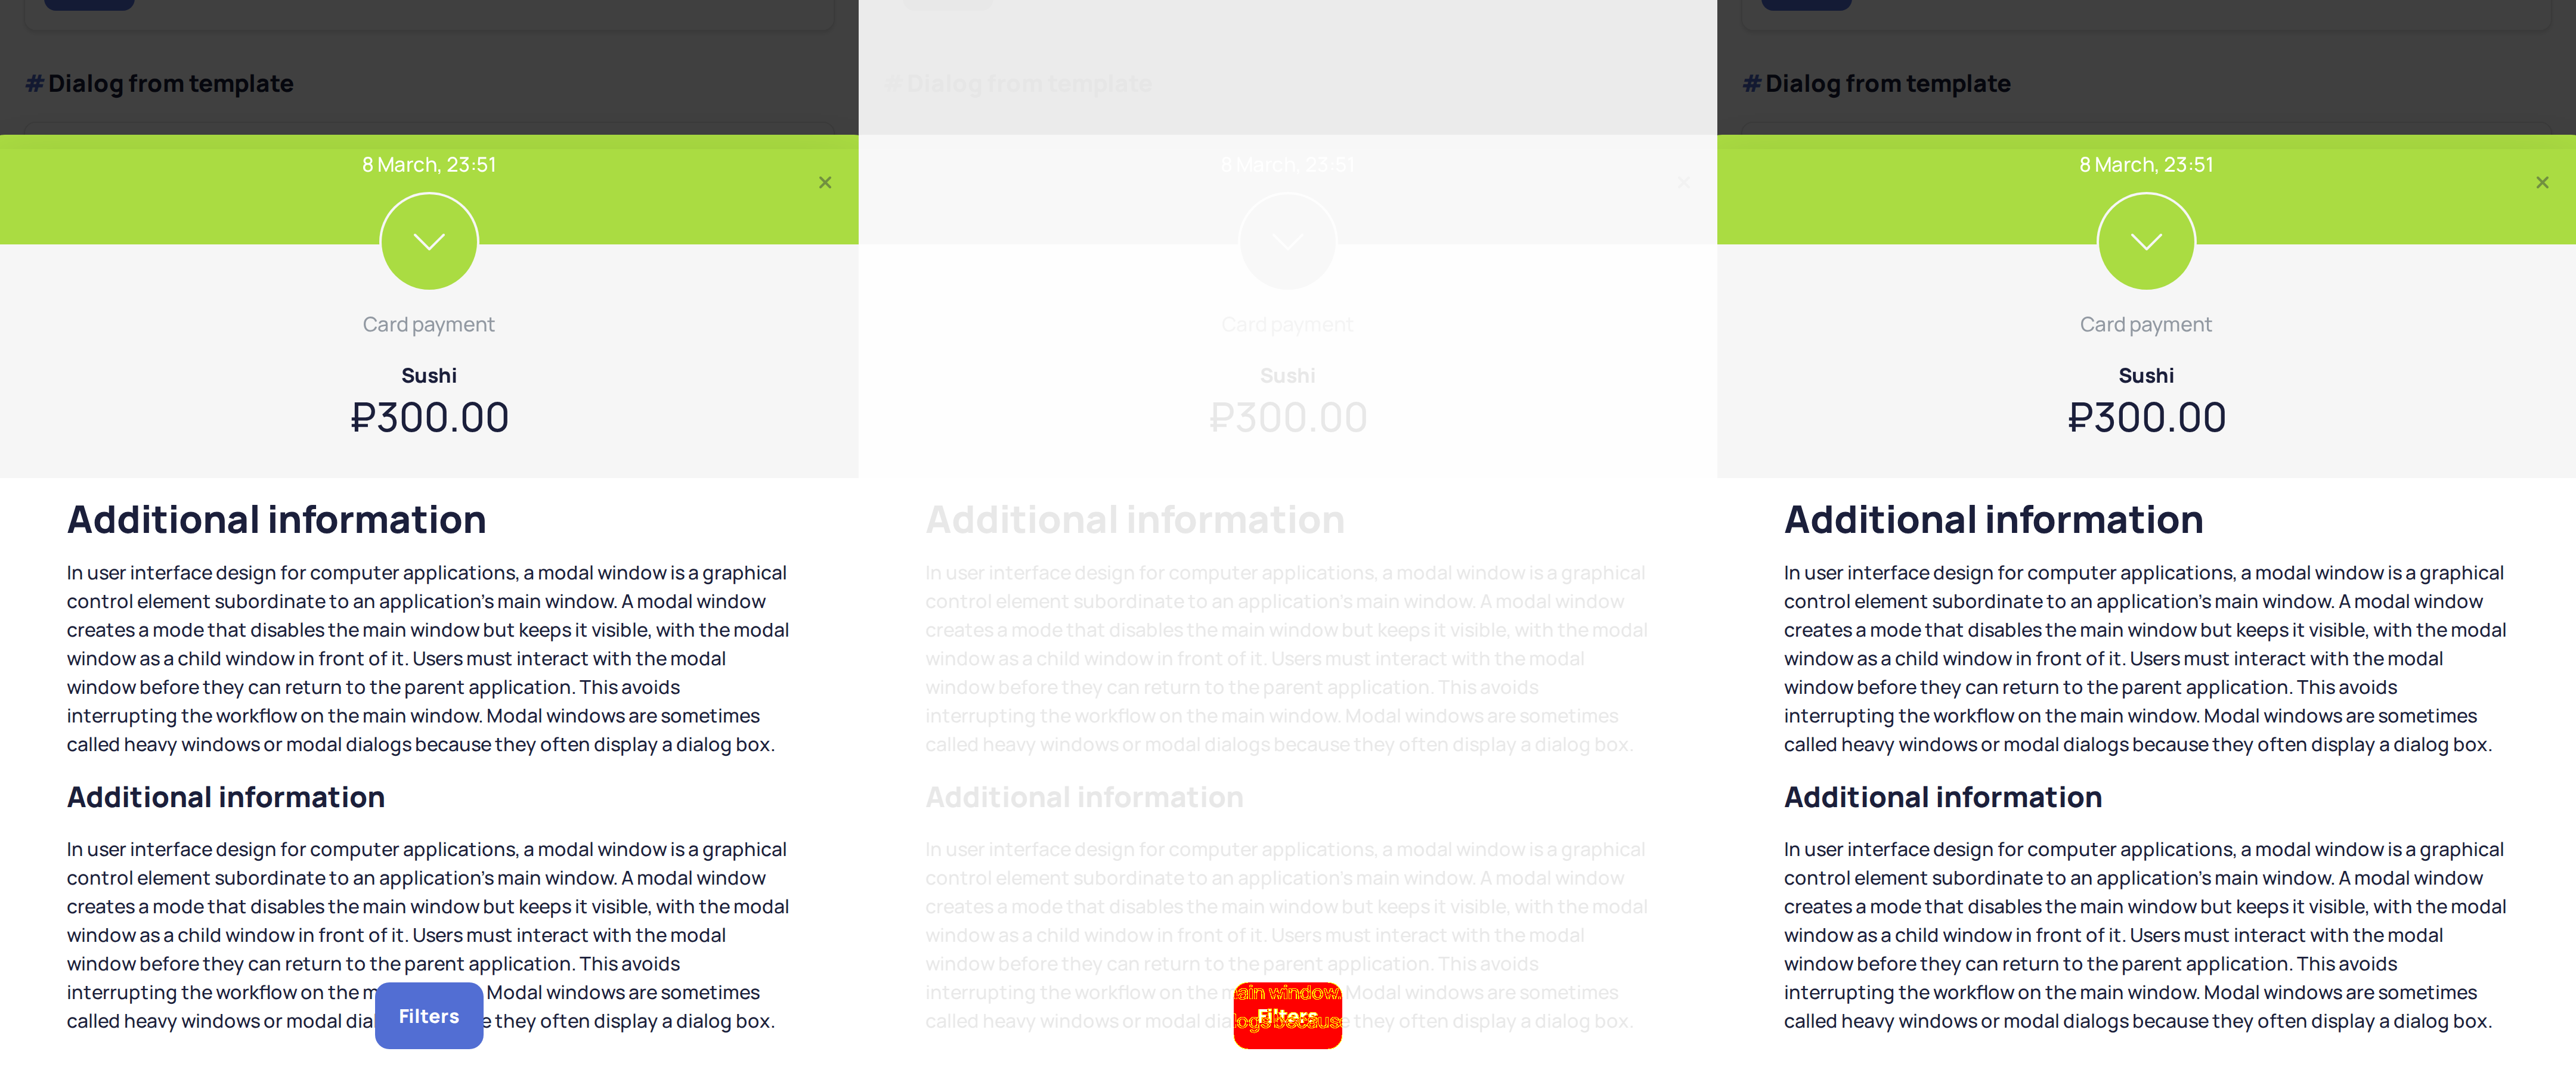 # Dialog from template
8 March, 23:51
×
Card payment
Sushi
₽300.00
Additional information
In user interface design for computer applications, a modal window is a graphical
control element subordinate to an application's main window. A modal window
creates a mode that disables the main window but keeps it visible, with the modal
window as a child window in front of it. Users must interact with the modal
window before they can return to the parent application. This avoids
interrupting the workflow on the main window. Modal windows are sometimes
called heavy windows or modal dialogs because they often display a dialog box.
Additional information
In user interface design for computer applications, a modal window is a graphical
control element subordinate to an application's main window. A modal window
creates a mode that disables the main window but keeps it visible, with the modal
window as a child window in front of it. Users must interact with the modal
window before they can return to the parent application. This avoids
interrupting the workflow on the m Modal windows are sometimes
called heavy windows or modal dial e they often display a dialog box.
Filters
# Dialog from template
8 March, 23:51
×
Card payment
Sushi
₽300.00
Additional information
In user interface design for computer applications, a modal window is a graphical
control element subordinate to an application's main window. A modal window
creates a mode that disables the main window but keeps it visible, with the modal
window as a child window in front of it. Users must interact with the modal
window before they can return to the parent application. This avoids
interrupting the workflow on the main window. Modal windows are sometimes
called heavy windows or modal dialogs because they often display a dialog box.
Additional information
In user interface design for computer applications, a modal window is a graphical
control element subordinate to an application's main window. A modal window
creates a mode that disables the main window but keeps it visible, with the modal
window as a child window in front of it. Users must interact with the modal
window before they can return to the parent application. This avoids
interrupting the workflow on the main window. Modal windows are sometimes
Filters
called heavy windows or modal dialogs because they often display a dialog box.
# Dialog from template
8 March, 23:51
×
Card payment
Sushi
₽300.00
Additional information
In user interface design for computer applications, a modal window is a graphical
control element subordinate to an application's main window. A modal window
creates a mode that disables the main window but keeps it visible, with the modal
window as a child window in front of it. Users must interact with the modal
window before they can return to the parent application. This avoids
interrupting the workflow on the main window. Modal windows are sometimes
called heavy windows or modal dialogs because they often display a dialog box.
Additional information
In user interface design for computer applications, a modal window is a graphical
control element subordinate to an application's main window. A modal window
creates a mode that disables the main window but keeps it visible, with the modal
window as a child window in front of it. Users must interact with the modal
window before they can return to the parent application. This avoids
interrupting the workflow on the main window. Modal windows are sometimes
called heavy windows or modal dialogs because they often display a dialog box.